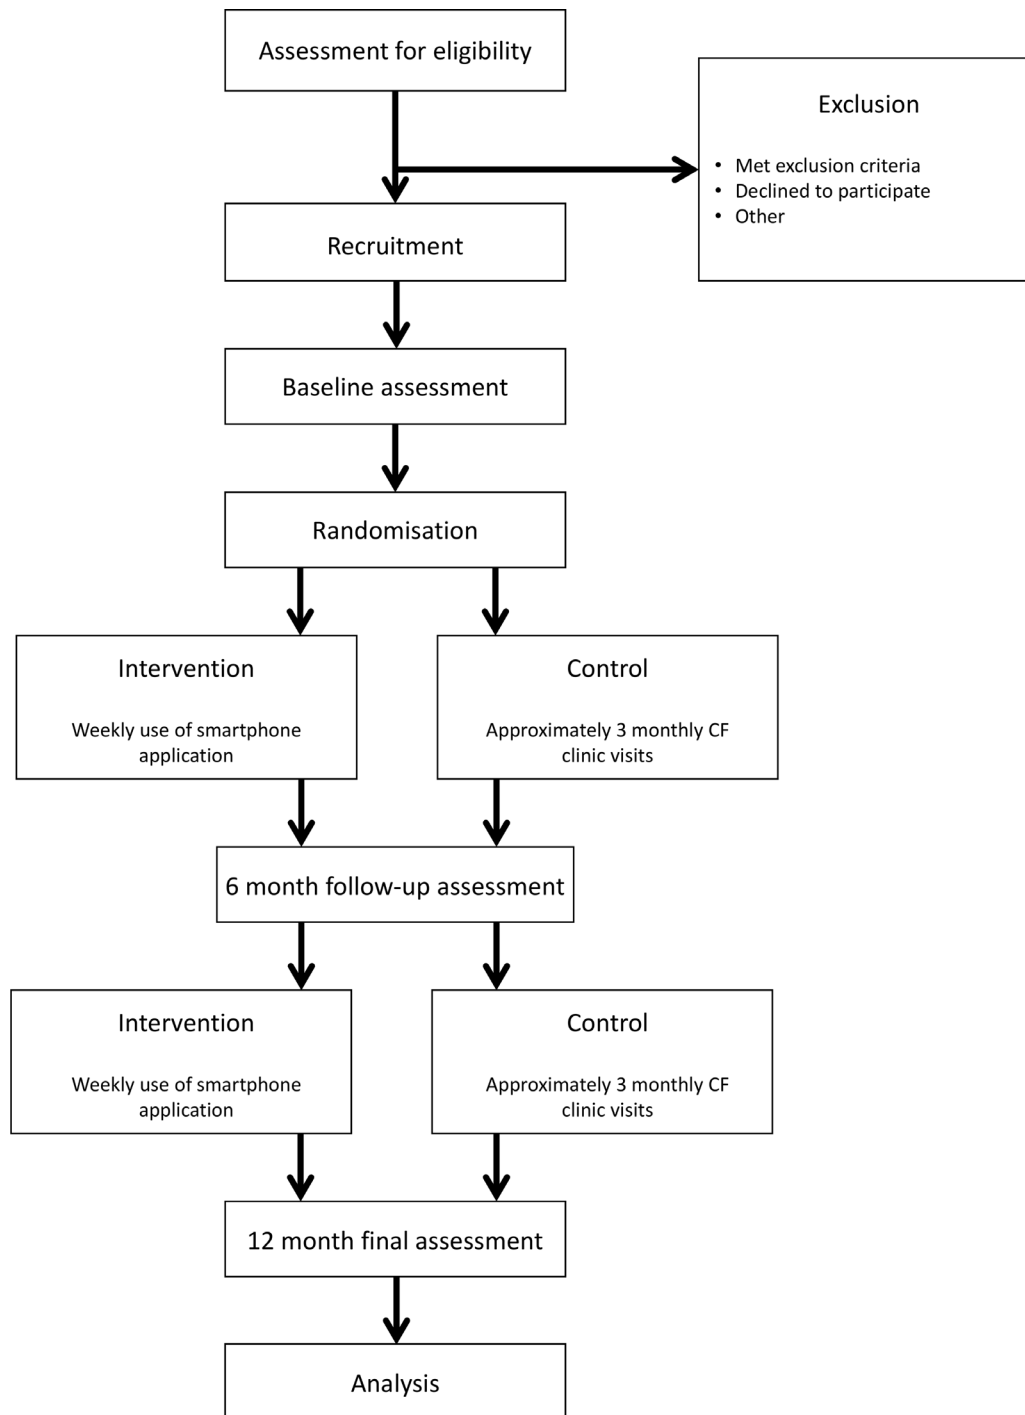 Assessment for eligibility
Exclusion
• Met exclusion criteria
• Declined to participate
• Other
Recruitment
Baseline assessment
Randomisation
Intervention
Weekly use of smartphone
application
Control
Approximately 3 monthly CF
clinic visits
6 month follow-up assessment
Intervention
Weekly use of smartphone
application
Control
Approximately 3 monthly CF
clinic visits
12 month final assessment
Analysis